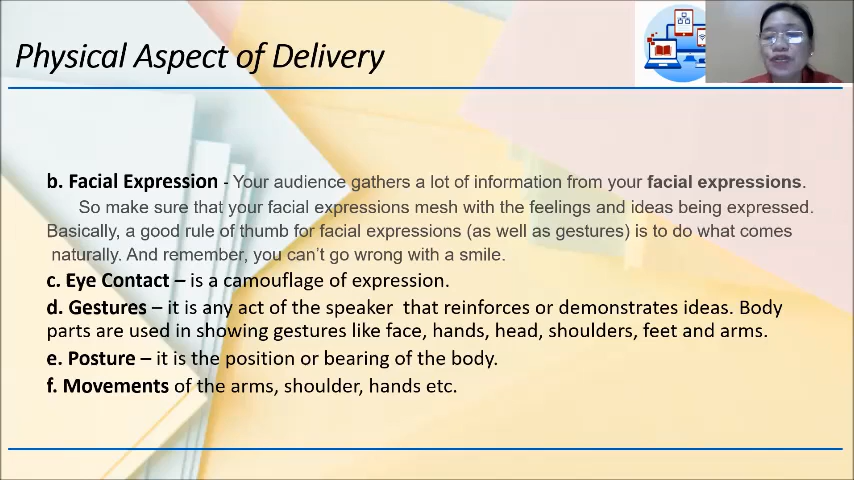 Physical Aspect of Delivery
b. Facial Expression - Your audience gathers a lot of information from your facial expressions.
So make sure that your facial expressions mesh with the feelings and ideas being expressed.
Basically, a good rule of thumb for facial expressions (as well as gestures) is to do what comes
naturally. And remember, you can't go wrong with a smile.
c. Eye Contact – is a camouflage of expression.
d. Gestures – it is any act of the speaker that reinforces or demonstrates ideas. Body
parts are used in showing gestures like face, hands, head, shoulders, feet and arms.
e. Posture – it is the position or bearing of the body.
f. Movements of the arms, shoulder, hands etc.